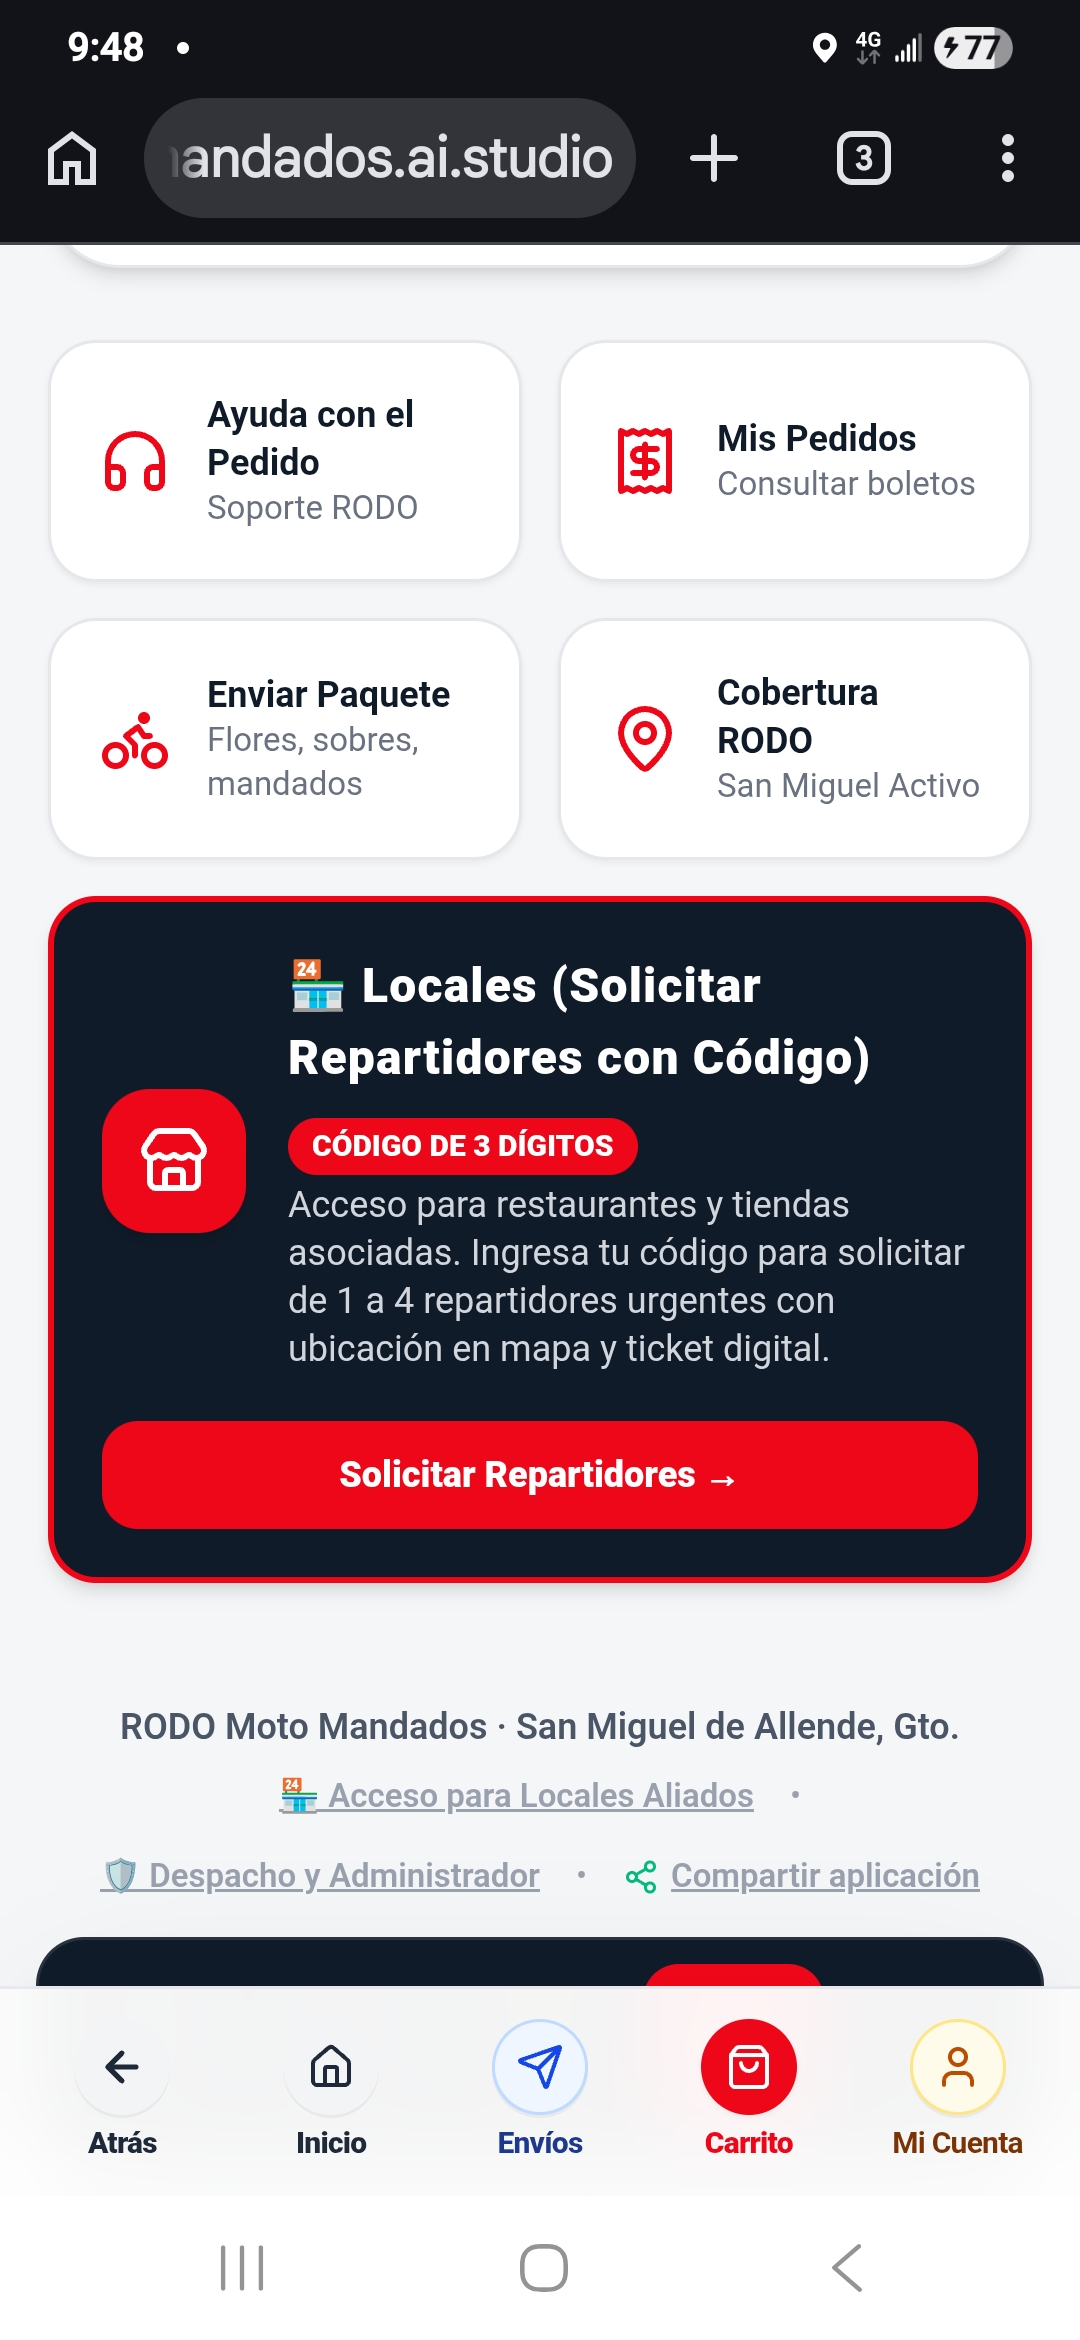 9:48
4G
77
andados.ai.studio
3
Ayuda con el
Pedido
Soporte RODO
Mis Pedidos
Consultar boletos
Enviar Paquete
Flores, sobres,
mandados
Cobertura
RODO
San Miguel Activo
24 Locales (Solicitar
Repartidores con Código)
CÓDIGO DE 3 DÍGITOS
Acceso para restaurantes y tiendas
asociadas. Ingresa tu código para solicitar
de 1 a 4 repartidores urgentes con
ubicación en mapa y ticket digital.
Solicitar Repartidores →
RODO Moto Mandados · San Miguel de Allende, Gto.
24 Acceso para Locales Aliados •
Despacho y Administrador • Compartir aplicación
Atrás
Inicio
Envíos
Carrito
Mi Cuenta